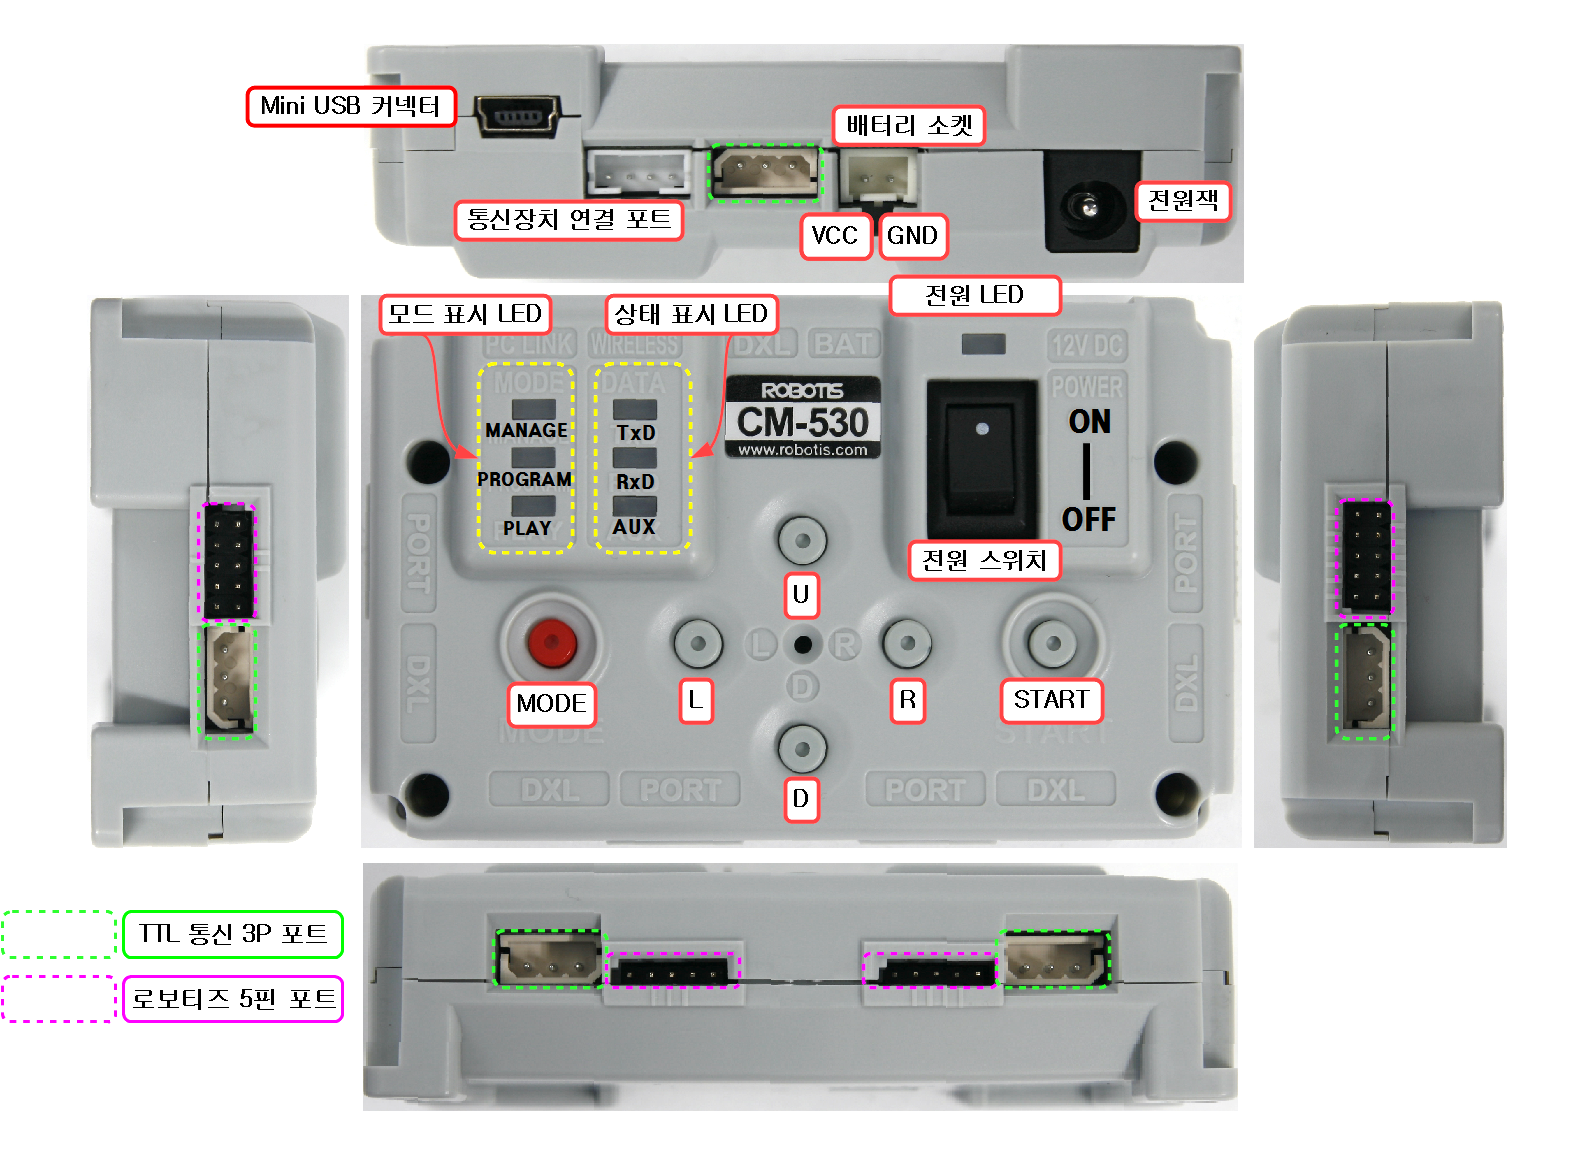 Mini USB 커넥터
배터리 소켓
전원잭
통신장치 연결 포트
VCC
GND
모드 표시 LED
상태 표시 LED
전원 LED
PC LINK
WIRELESS
DXL
BAT
12V DC
MODE
DATA
POWER
ROBOTIS
CM-530
www.robotis.com
MANAGE
TxD
ON
PROGRAM
RxD
PLAY
AUX
OFF
PORT
PORT
전원 스위치
U
L
R
D
DXL
DXL
MODE
L
R
START
MODE
START
DXL
PORT
D
PORT
DXL
TTL 통신 3P 포트
로보티즈 5핀 포트